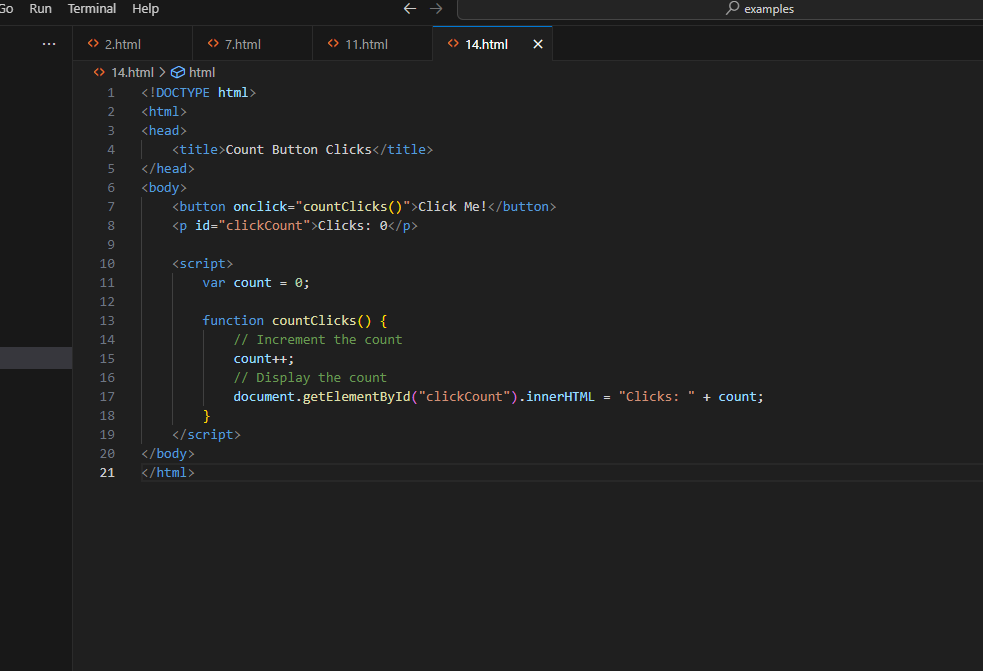 Go Run Terminal Help examples
2.html 7.html 11.html 14.html
14.html > html
1 <!DOCTYPE html>
2 <html>
3 <head>
4     <title>Count Button Clicks</title>
5 </head>
6 <body>
7     <button onclick="countClicks()">Click Me!</button>
8     <p id="clickCount">Clicks: 0</p>
9
10     <script>
11         var count = 0;
12
13         function countClicks() {
14             // Increment the count
15             count++;
16             // Display the count
17             document.getElementById("clickCount").innerHTML = "Clicks: " + count;
18         }
19     </script>
20 </body>
21 </html>